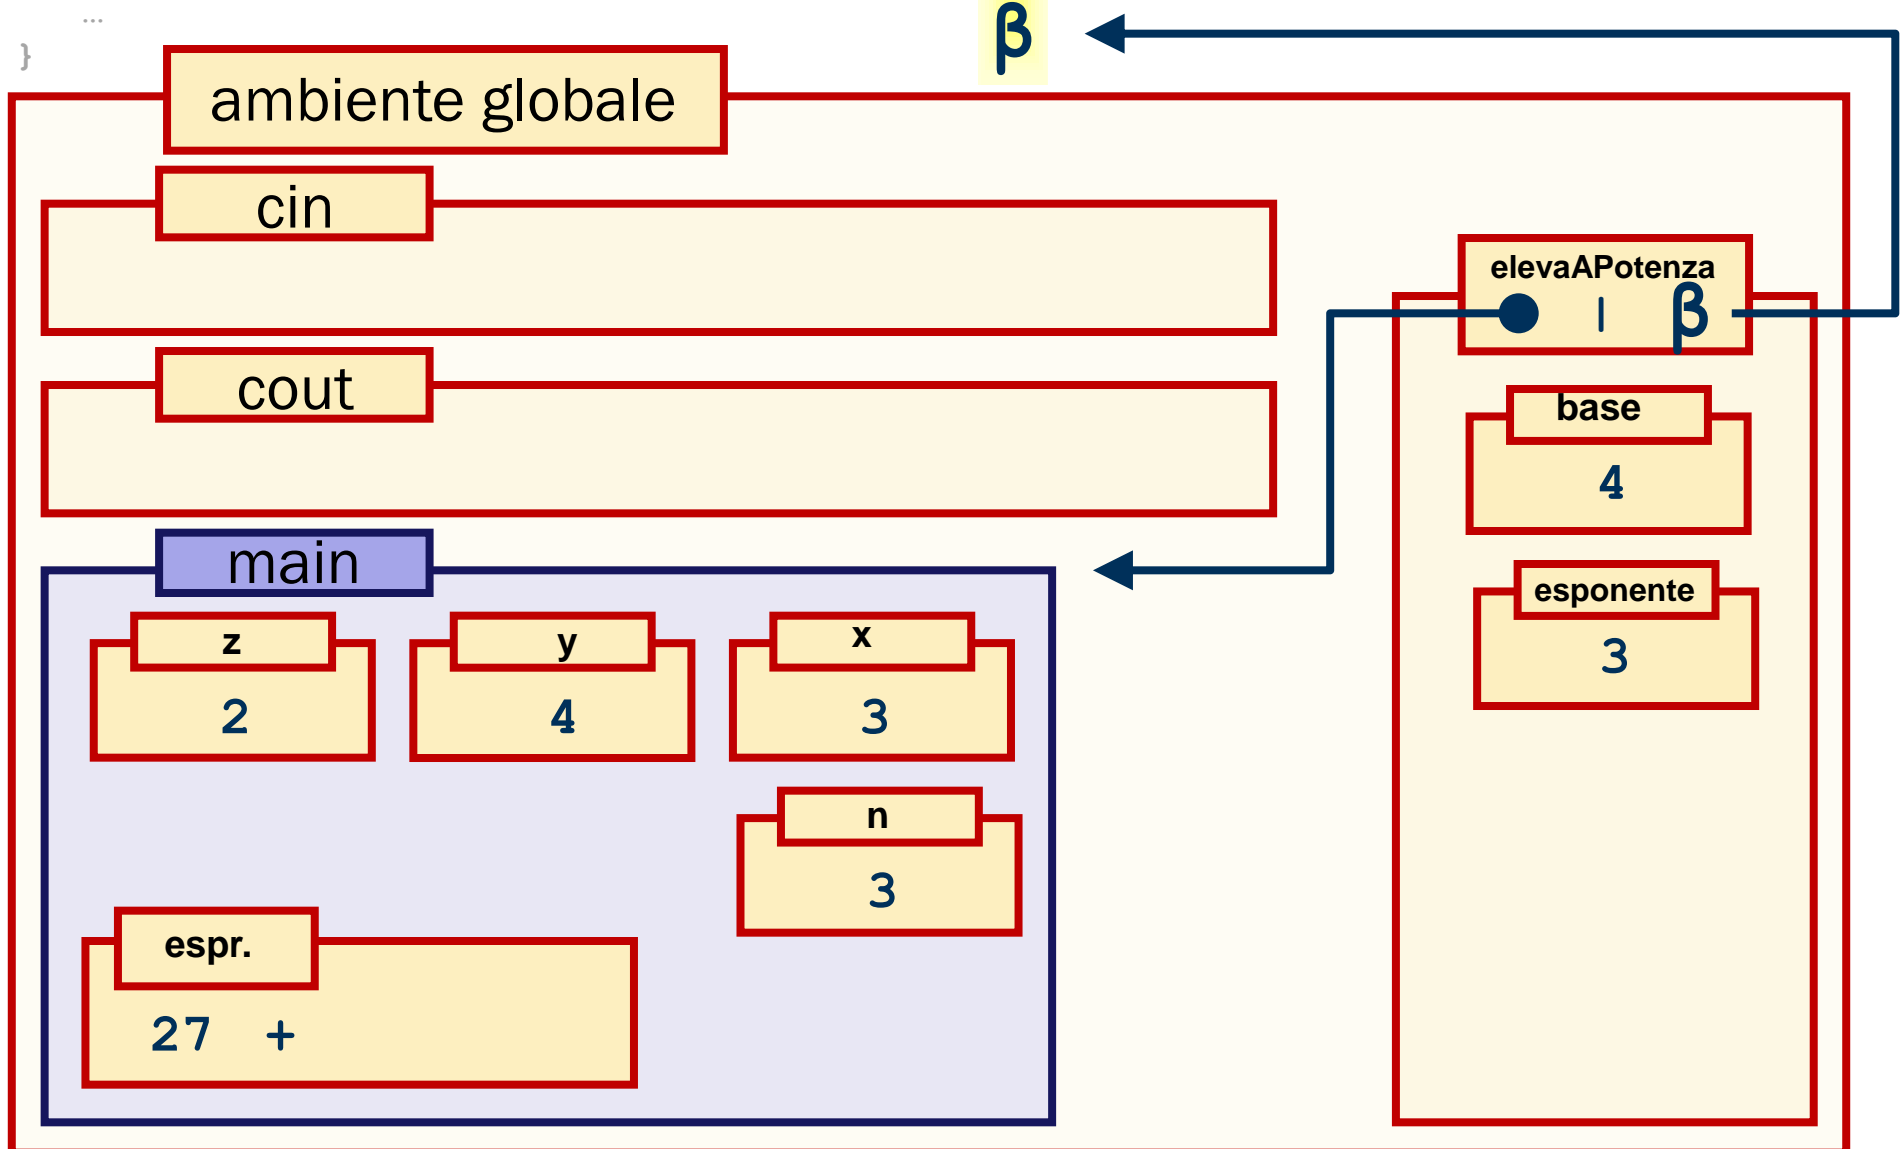 ...
}
β
ambiente globale
cin
elevaAPotenza
| β
cout
base
4
main
esponente
3
z
2
y
4
x
3
n
3
espr.
27 +